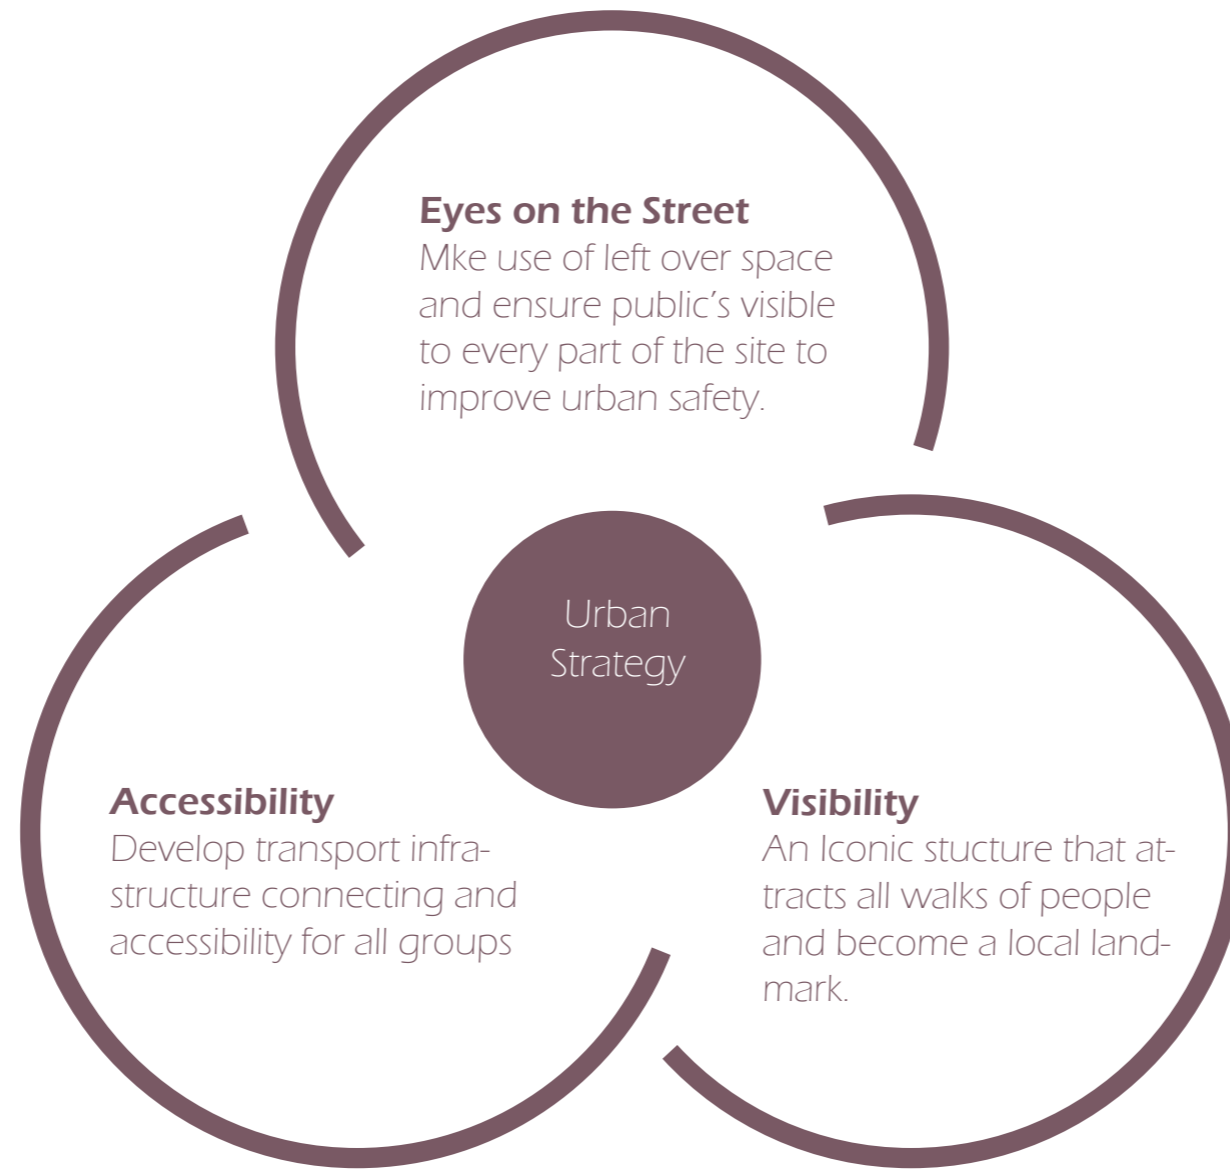 Eyes on the Street
Mke use of left over space
and ensure public's visible
to every part of the site to
improve urban safety.
Urban
Strategy
Accessibility
Develop transport infra-
structure connecting and
accessibility for all groups
Visibility
An Iconic stucture that at-
tracts all walks of people
and become a local land-
mark.